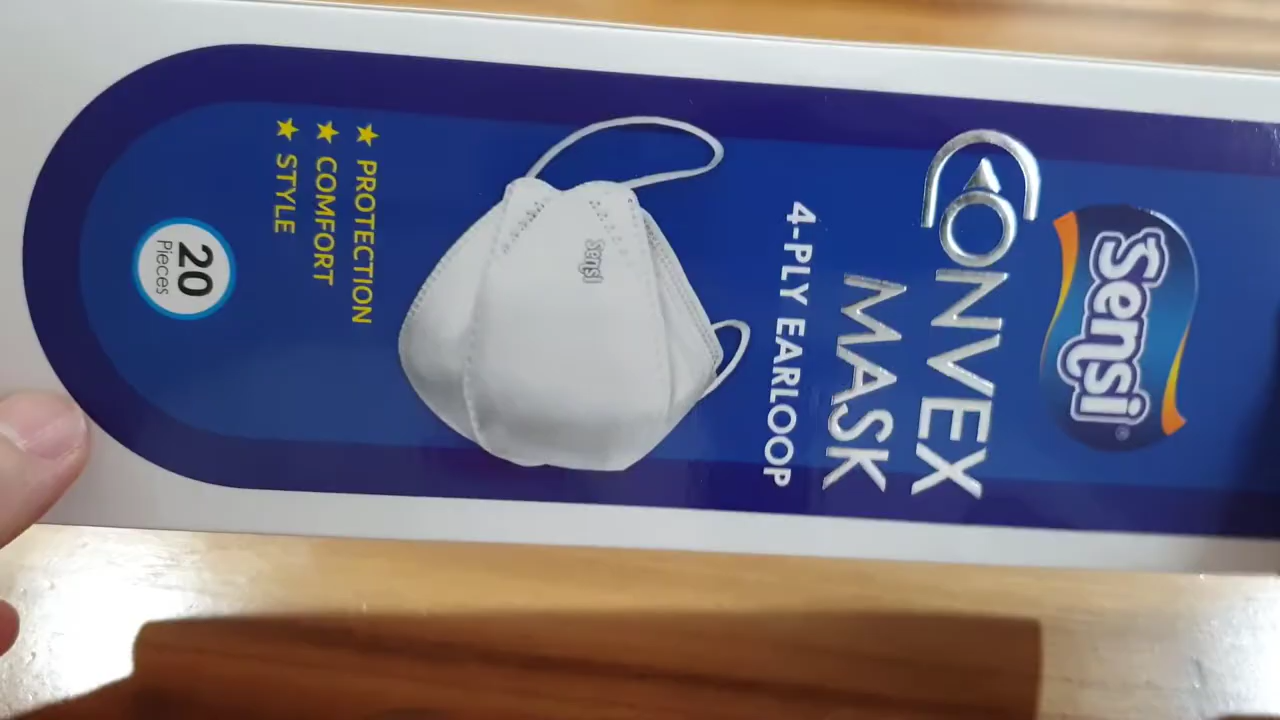 Sensi®
CONVEX
MASK
4-PLY EARLOOP
Sensi
★ PROTECTION
★ COMFORT
★ STYLE
20
Pieces